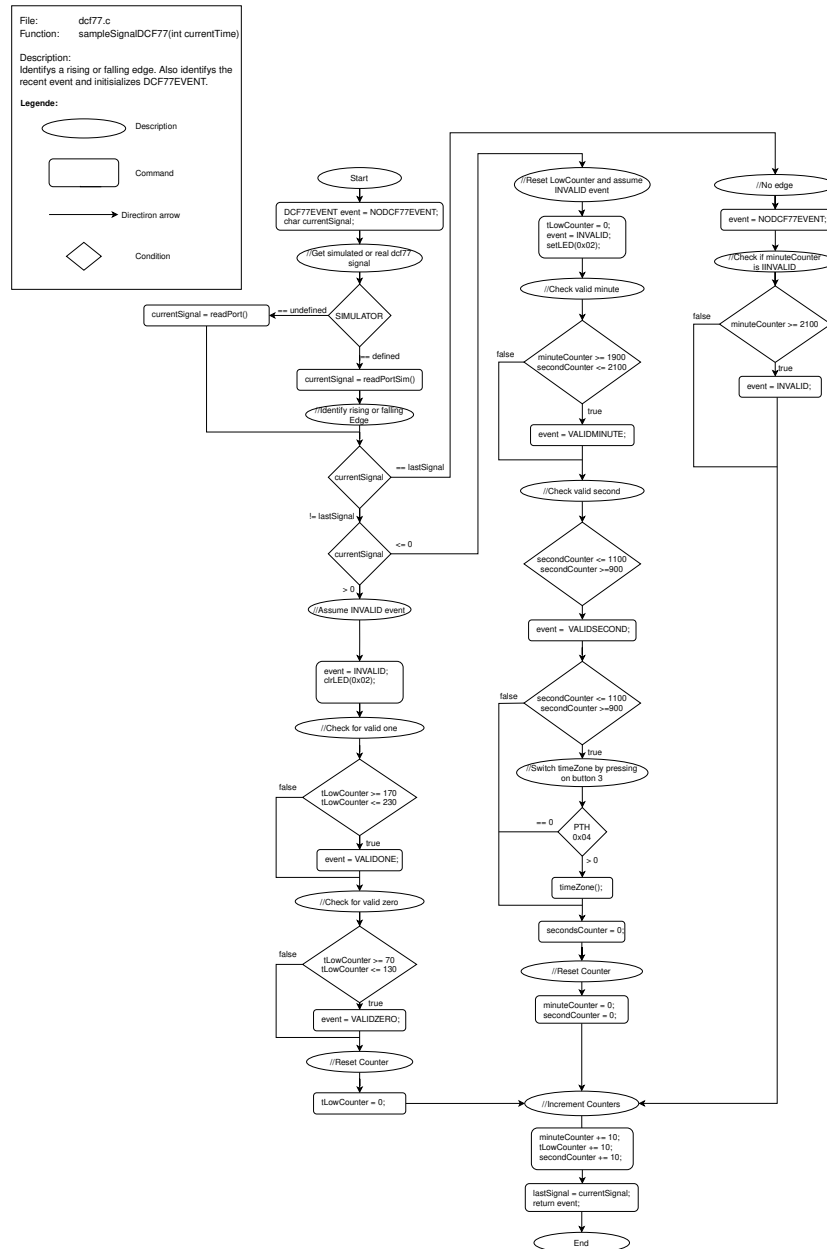 File: dcf77.c
Function: sampleSignalDCF77(int currentTime)
Description:
Identifys a rising or falling edge. Also identifys the
recent event and initisializes DCF77EVENT.
Legende:
Description
Command
Directiron arrow
Condition
Start
DCF77EVENT event = NODCF77EVENT;
char currentSignal;
//Get simulated or real dcf77
signal
SIMULATOR
== undefined
currentSignal = readPort()
== defined
currentSignal = readPortSim()
//Identify rising or falling
Edge
currentSignal
== lastSignal
!= lastSignal
currentSignal
<= 0
> 0
//Assume INVALID event
event = INVALID;
clrLED(0x02);
//Check for valid one
false
tLowCounter >= 170
tLowCounter <= 230
true
event = VALIDONE;
//Check for valid zero
false
tLowCounter >= 70
tLowCounter <= 130
true
event = VALIDZERO;
//Reset Counter
tLowCounter = 0;
//Reset LowCounter and assume
INVALID event
tLowCounter = 0;
event = INVALID;
setLED(0x02);
//Check valid minute
false
minuteCounter >= 1900
secondCounter <= 2100
true
event = VALIDMINUTE;
//Check valid second
secondCounter <= 1100
secondCounter >=900
event = VALIDSECOND;
false
secondCounter <= 1100
secondCounter >=900
true
//Switch timeZone by pressing
on button 3
== 0
PTH
0x04
> 0
timeZone();
secondsCounter = 0;
//Reset Counter
minuteCounter = 0;
secondCounter = 0;
//No edge
event = NODCF77EVENT;
//Check if minuteCounter
is IINVALID
false
minuteCounter >= 2100
true
event = INVALID;
//Increment Counters
minuteCounter += 10;
tLowCounter += 10;
secondCounter += 10;
lastSignal = currentSignal;
return event;
End